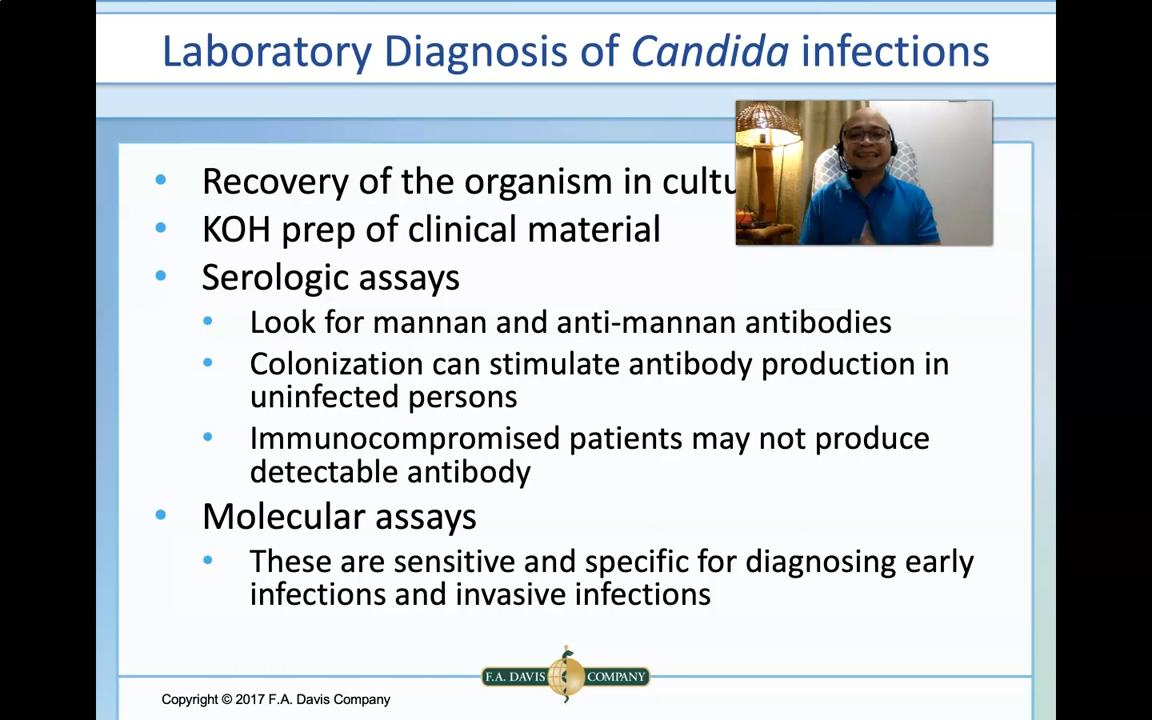 Laboratory Diagnosis of Candida infections
• Recovery of the organism in
• KOH prep of clinical material
• Serologic assays
• Look for mannan and anti-mannan antibodies
• Colonization can stimulate antibody production in
uninfected persons
• Immunocompromised patients may not produce
detectable antibody
• Molecular assays
• These are sensitive and specific for diagnosing early
infections and invasive infections
F.A. DAVIS COMPANY
Copyright © 2017 F.A. Davis Company